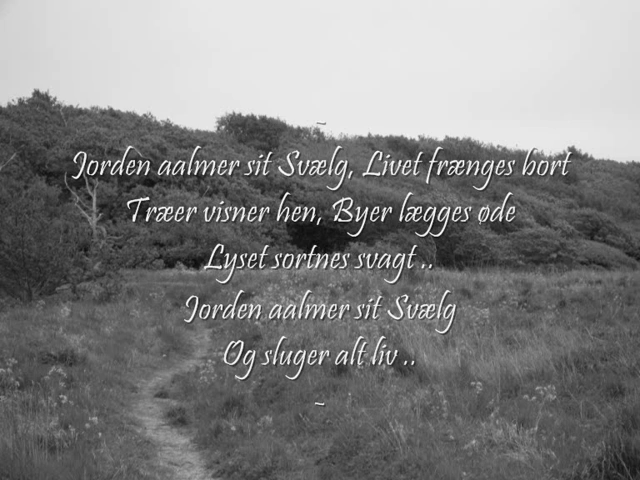 ~
Jorden aalmer sit Svælg, Livet frænges bort
Træer visner hen, Byer lægges øde
Lyset sortnes svagt ..
Jorden aalmer sit Svælg
Og sluger alt liv ..
~